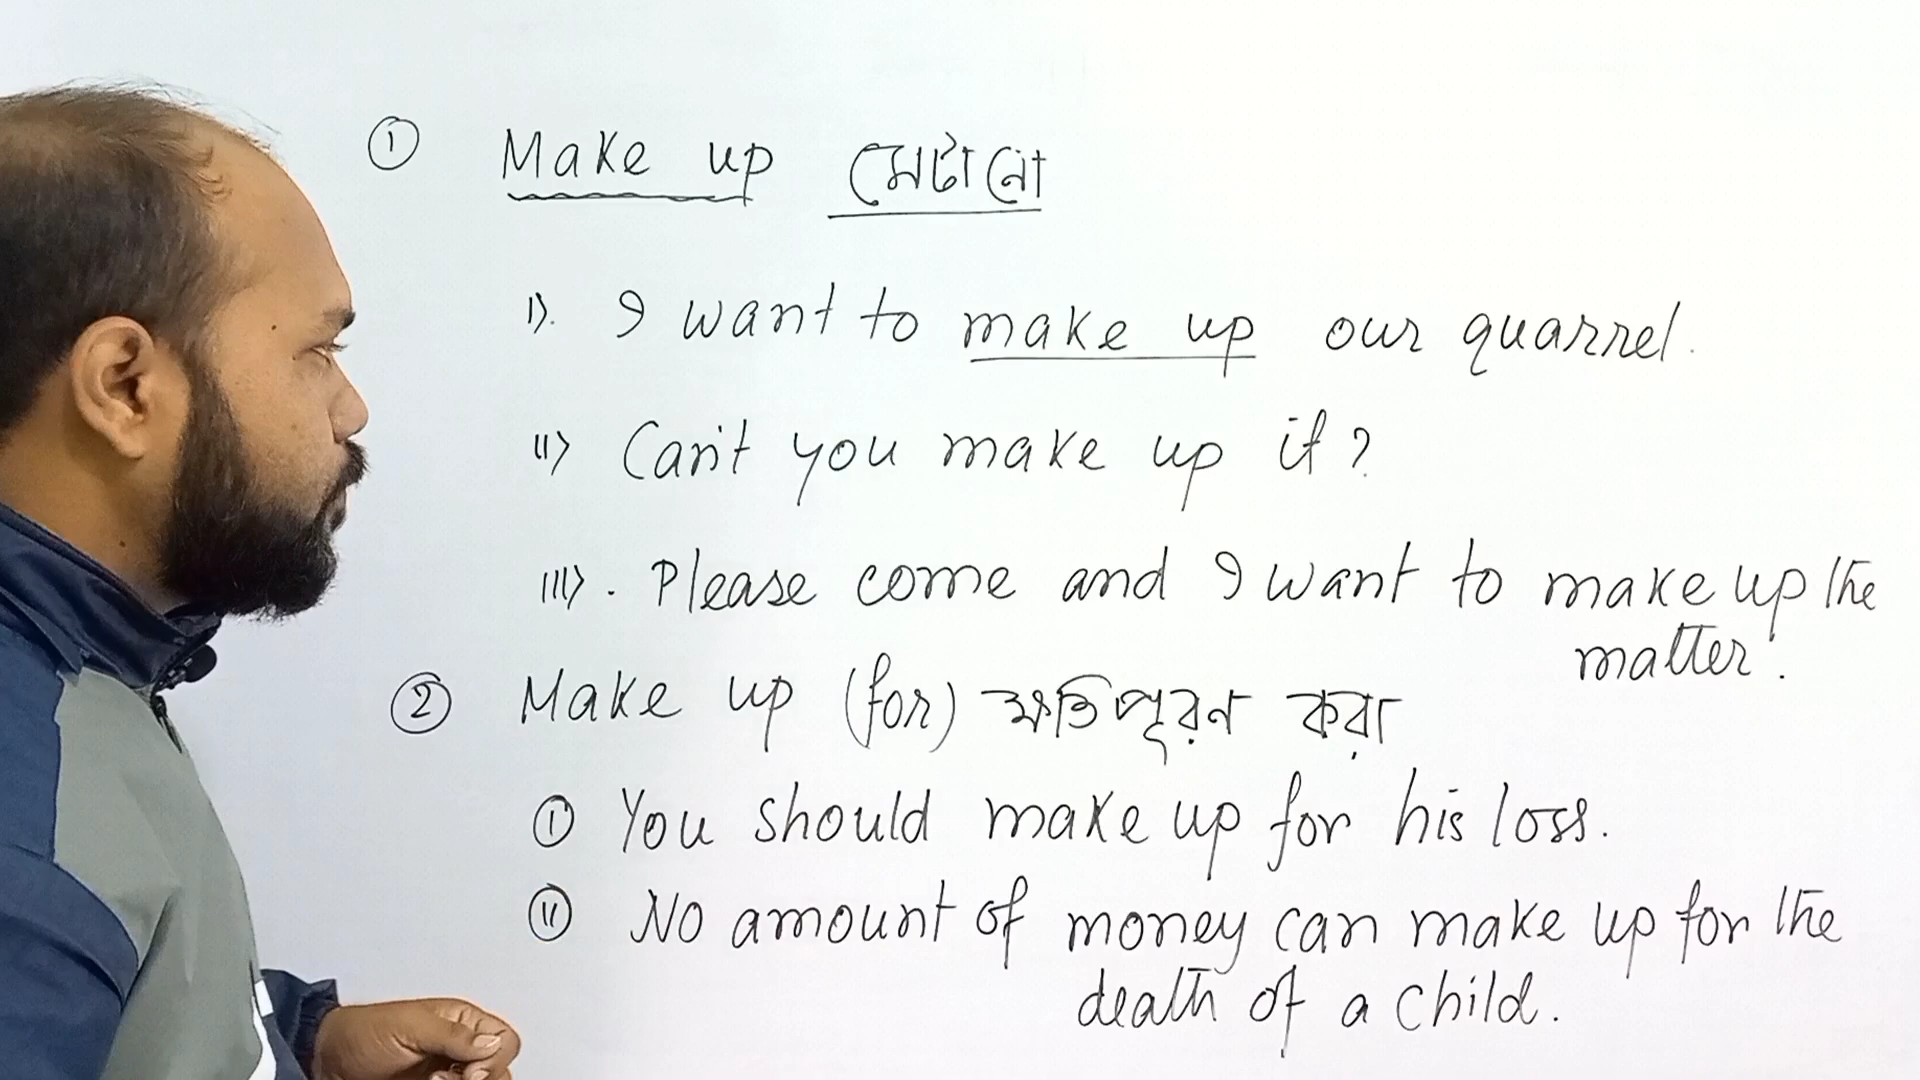 ① Make up মেটানো
I). I want to make up our quarrel.
II) Can't you make up it?
III). Please come and I want to make up the
matter.
② Make up (for) ক্ষতিপূরণ করা
① You should make up for his loss.
⑪ No amount of money can make up for the
death of a child.